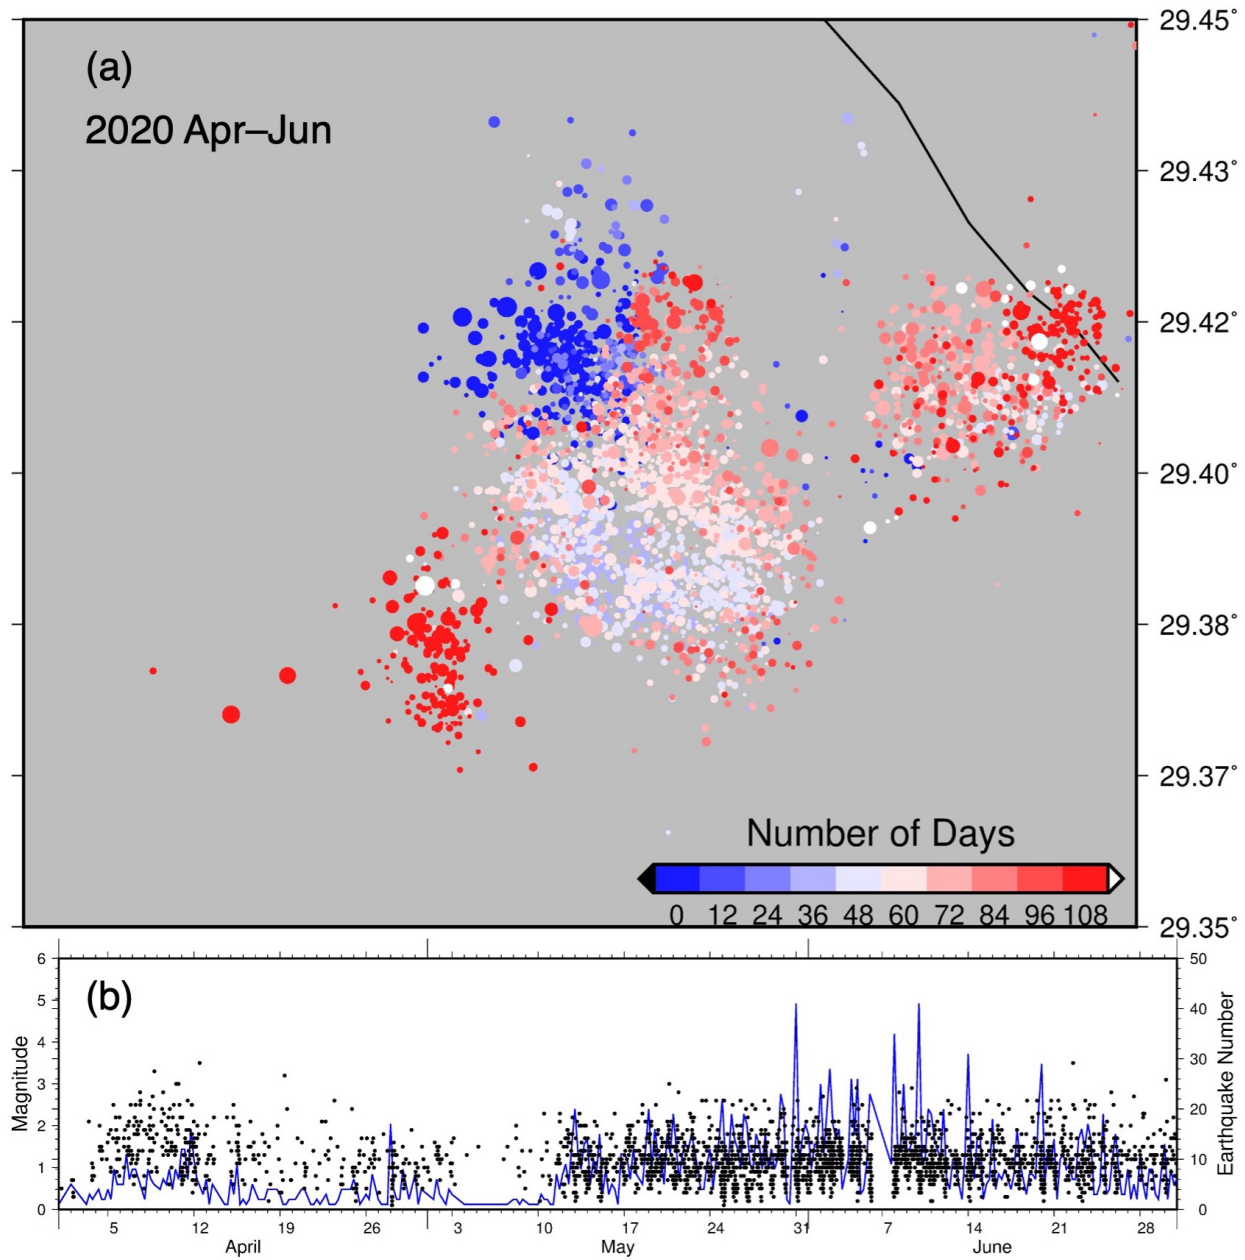 (a)
2020 Apr–Jun
29.45°
29.43°
29.42°
29.40°
29.38°
29.37°
29.35°
Number of Days
0 12 24 36 48 60 72 84 96 108
(b)
Magnitude
6
5
4
3
2
1
0
50
40
30
20
10
0
Earthquake Number
5 12 19 26 3 10 17 24 31 7 14 21 28
April May June